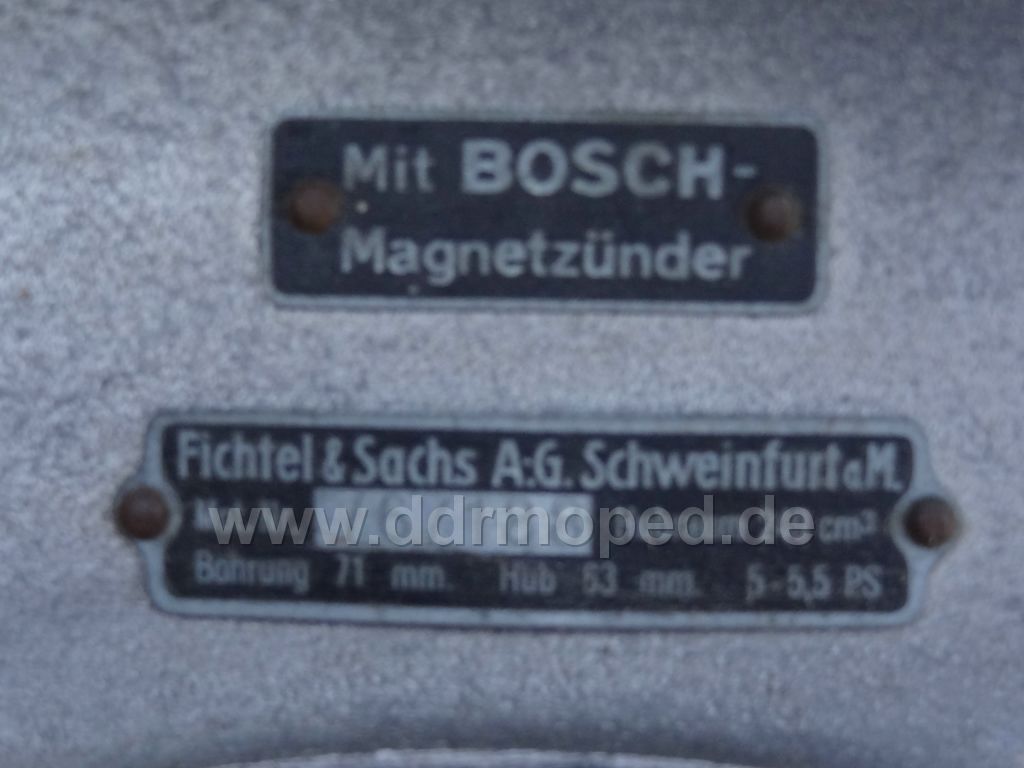 Mit BOSCH-
Magnetzünder
Fichtel & Sachs A.-G. Schweinfurt a.M.
www.ddrmoped.de
cm³
Bohrung 71 mm. Hub 53 mm. 5-5,5 PS